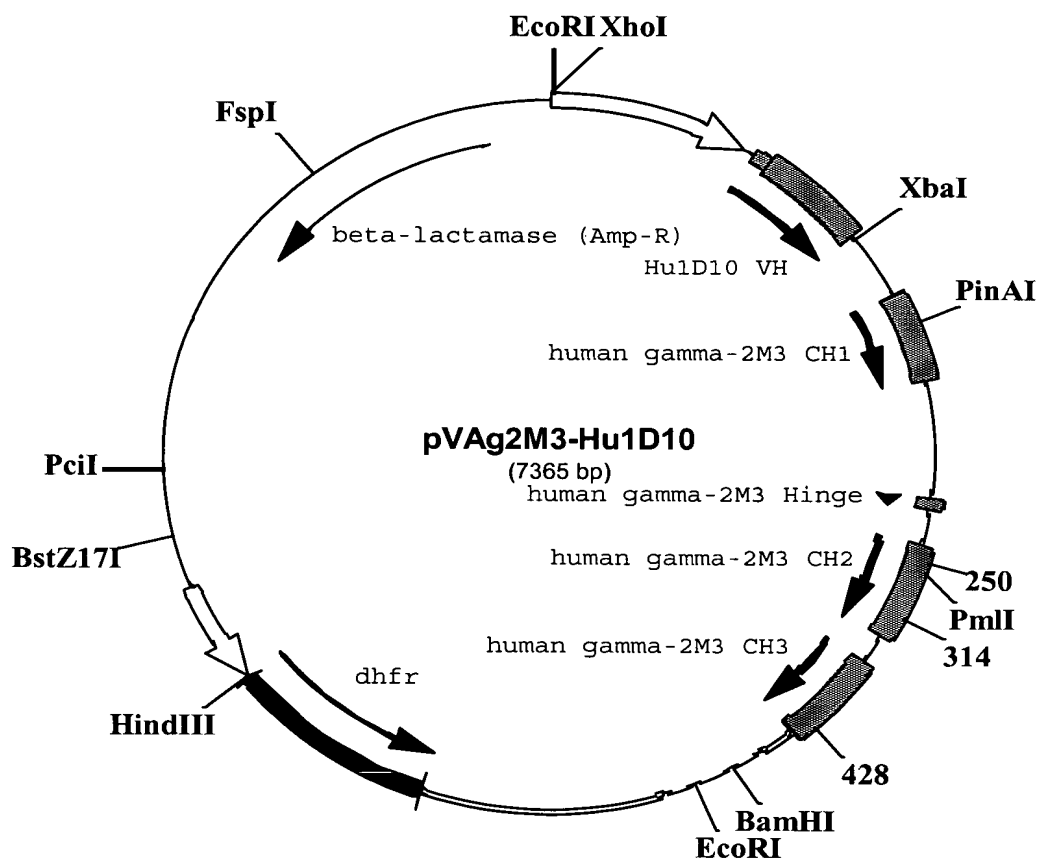 EcoRI XhoI
FspI
XbaI
beta-lactamase (Amp-R)
Hu1D10 VH
PinAI
human gamma-2M3 CH1
pVAg2M3-Hu1D10
(7365 bp)
PciI
human gamma-2M3 Hinge
BstZ17I
human gamma-2M3 CH2
250
PmlI
human gamma-2M3 CH3
314
dhfr
HindIII
428
BamHI
EcoRI